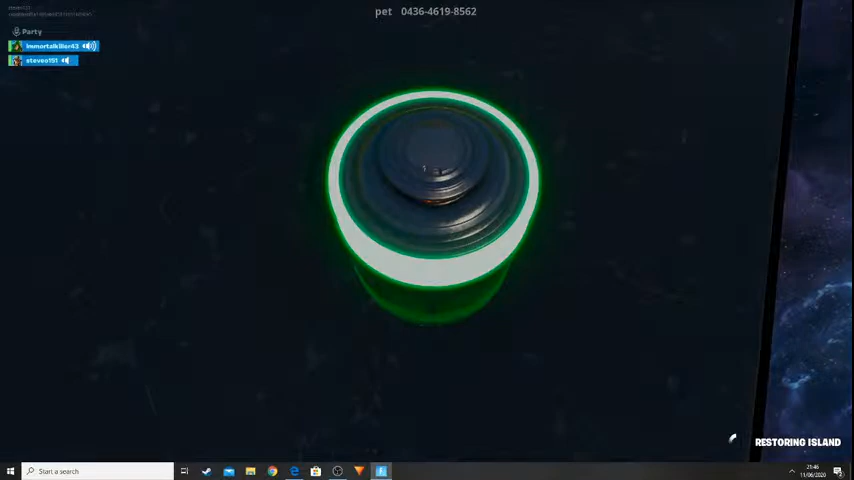 pet 0436-4619-8562
Party
immortalkiller43
steveo151
RESTORING ISLAND
Start a search
21:46
11/06/2020